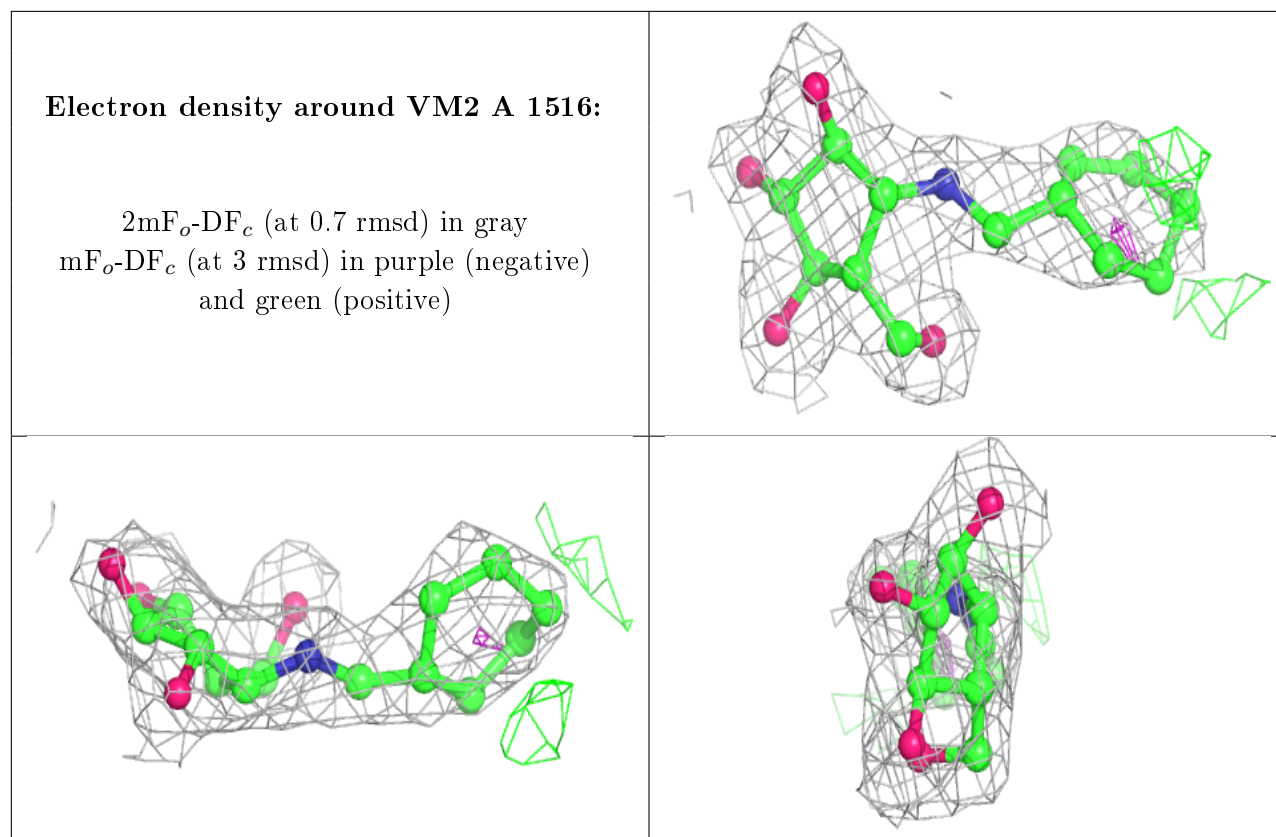 Electron density around VM2 A 1516:
2mFo-DFc (at 0.7 rmsd) in gray
mFo-DFc (at 3 rmsd) in purple (negative)
and green (positive)